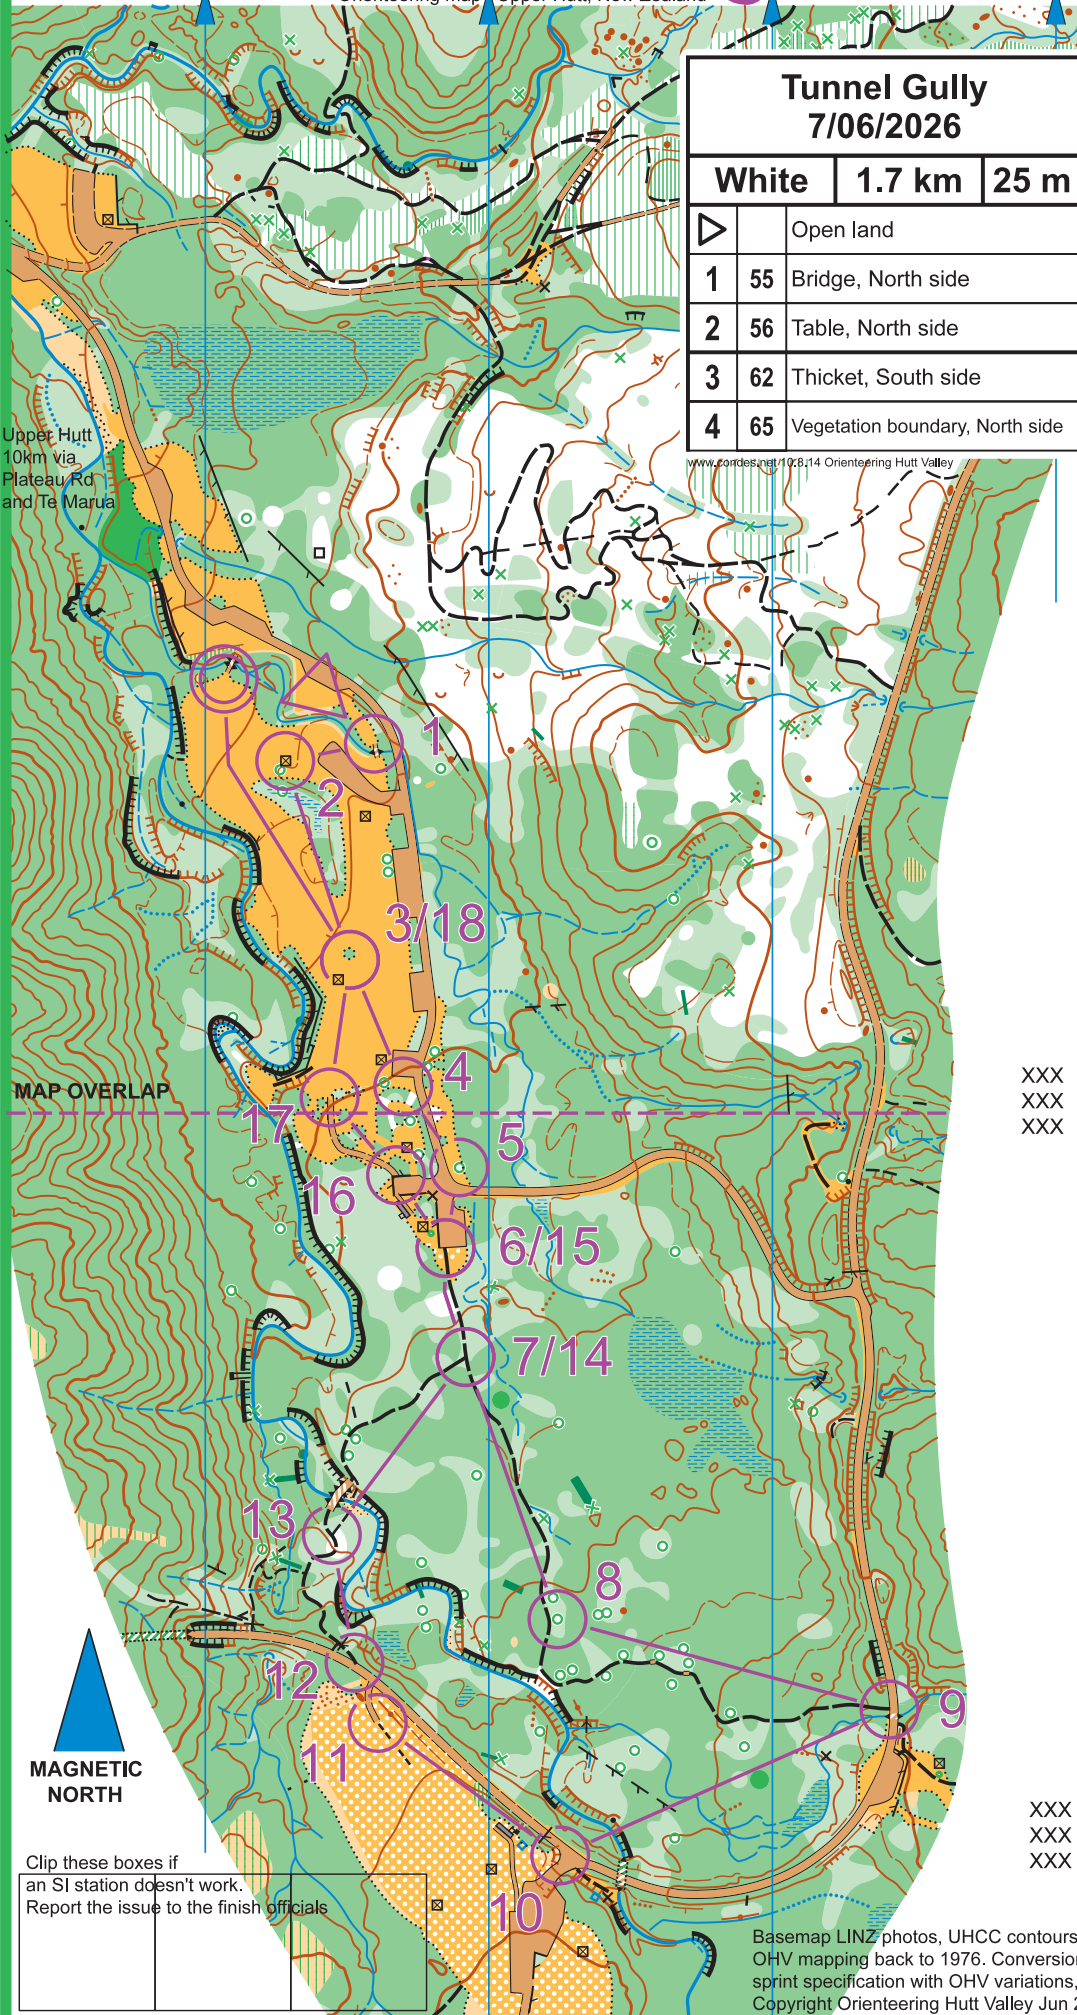 Orienteering map Upper Hutt, New Zealand
Tunnel Gully
7/06/2026
White 1.7 km 25 m
Open land
1 55 Bridge, North side
2 56 Table, North side
3 62 Thicket, South side
4 65 Vegetation boundary, North side
www.condes.net/10.8.14 Orienteering Hutt Valley
Upper Hutt
10km via
Plateau Rd
and Te Marua
1
2
3/18
4
MAP OVERLAP
17
5
16
6/15
7/14
13
8
12
9
11
10
XXX
XXX
XXX
MAGNETIC
NORTH
XXX
XXX
XXX
Clip these boxes if
an SI station doesn't work.
Report the issue to the finish officials
Basemap LINZ photos, UHCC contours
OHV mapping back to 1976. Conversion
sprint specification with OHV variations,
Copyright Orienteering Hutt Valley Jun